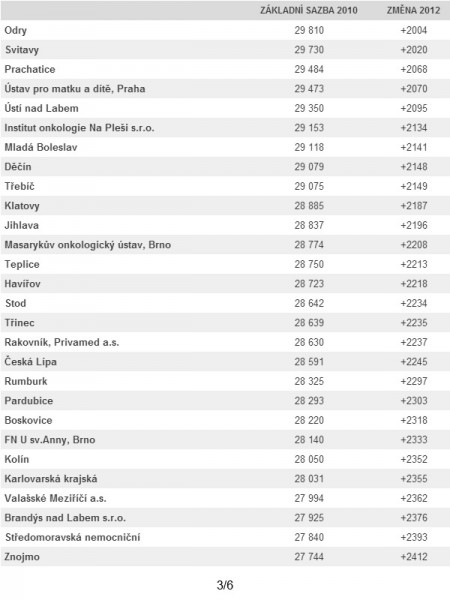 ZÁKLADNÍ SAZBA 2010 ZMĚNA 2012
Odry 29 810 +2004
Svitavy 29 730 +2020
Prachatice 29 484 +2068
Ústav pro matku a dítě, Praha 29 473 +2070
Ústí nad Labem 29 350 +2095
Institut onkologie Na Pleši s.r.o. 29 153 +2134
Mladá Boleslav 29 118 +2141
Děčín 29 079 +2148
Třebíč 29 075 +2149
Klatovy 28 885 +2187
Jihlava 28 837 +2196
Masarykův onkologický ústav, Brno 28 774 +2208
Teplice 28 750 +2213
Havířov 28 723 +2218
Stod 28 642 +2234
Třinec 28 639 +2235
Rakovník, Privamed a.s. 28 630 +2237
Česká Lípa 28 591 +2245
Rumburk 28 325 +2297
Pardubice 28 293 +2303
Boskovice 28 220 +2318
FN U sv.Anny, Brno 28 140 +2333
Kolín 28 050 +2352
Karlovarská krajská 28 031 +2355
Valašské Meziříčí a.s. 27 994 +2362
Brandýs nad Labem s.r.o. 27 925 +2376
Středomoravská nemocniční 27 840 +2393
Znojmo 27 744 +2412
3/6